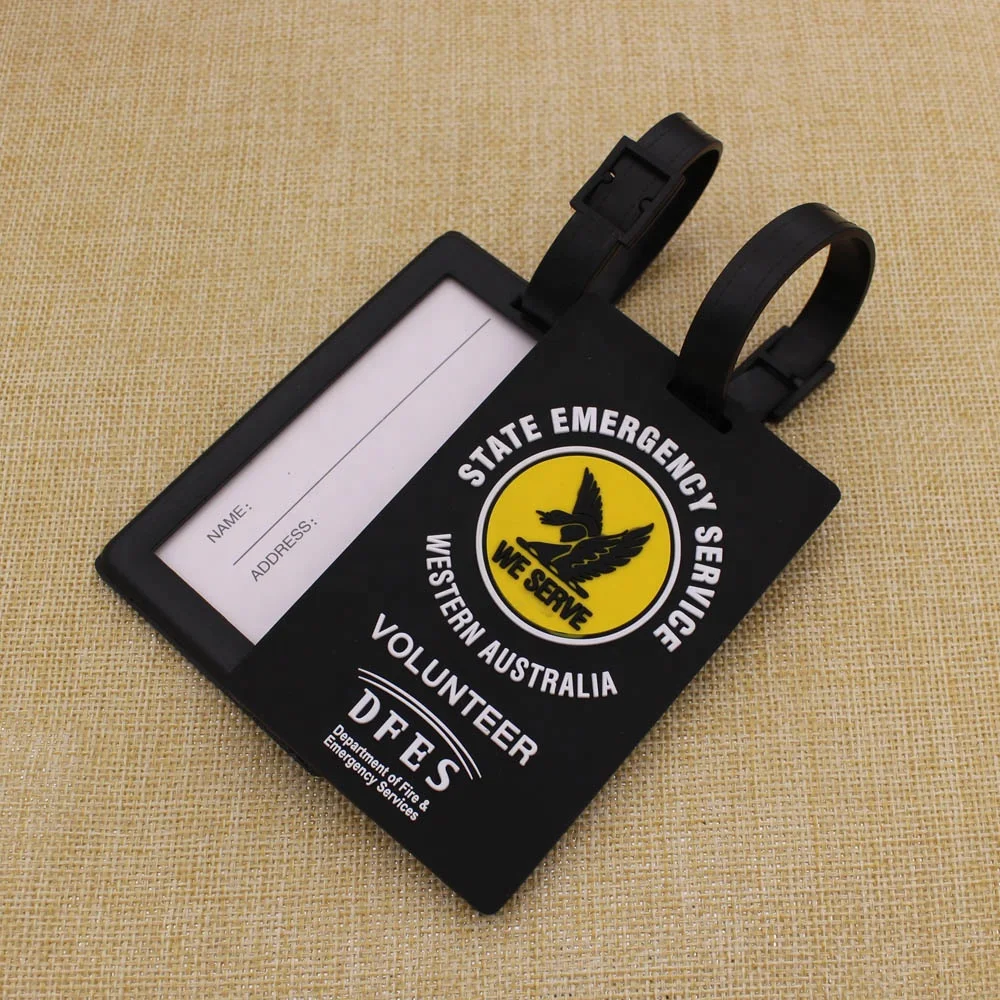 NAME:
ADDRESS:
STATE EMERGENCY SERVICE
WE SERVE
WESTERN AUSTRALIA
VOLUNTEER
DFES
Department of Fire &
Emergency Services